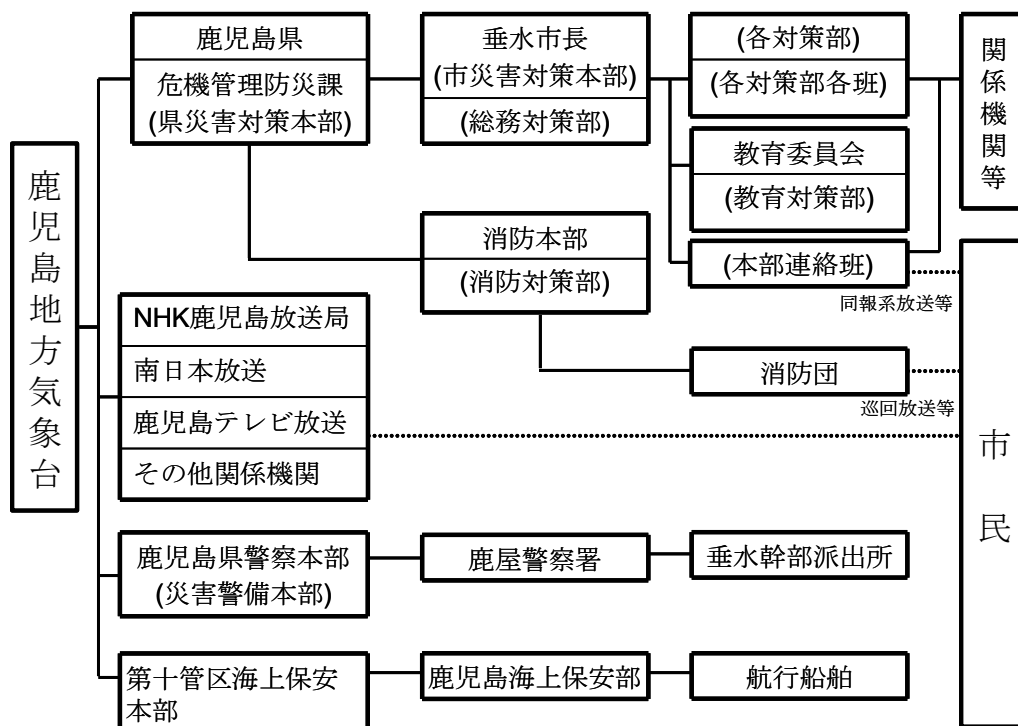 鹿児島地方気象台
鹿児島県
危機管理防災課
(県災害対策本部)
垂水市長
(市災害対策本部)
(総務対策部)
(各対策部)
(各対策部各班)
関係機関等
教育委員会
(教育対策部)
消防本部
(消防対策部)
(本部連絡班)
同報系放送等
NHK鹿児島放送局
南日本放送
鹿児島テレビ放送
その他関係機関
消防団
巡回放送等
市民
鹿児島県警察本部
(災害警備本部)
鹿屋警察署
垂水幹部派出所
第十管区海上保安
本部
鹿児島海上保安部
航行船舶